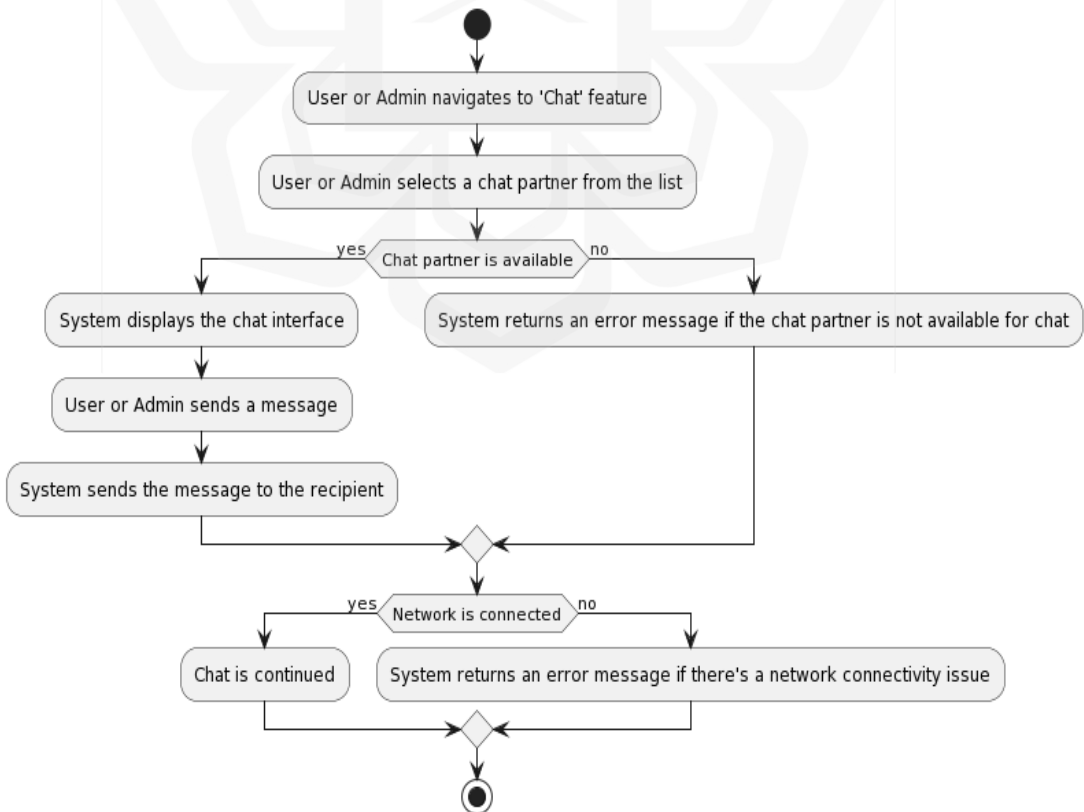 User or Admin navigates to 'Chat' feature
User or Admin selects a chat partner from the list
yes
Chat partner is available
no
System displays the chat interface
System returns an error message if the chat partner is not available for chat
User or Admin sends a message
System sends the message to the recipient
yes
Network is connected
no
Chat is continued
System returns an error message if there's a network connectivity issue